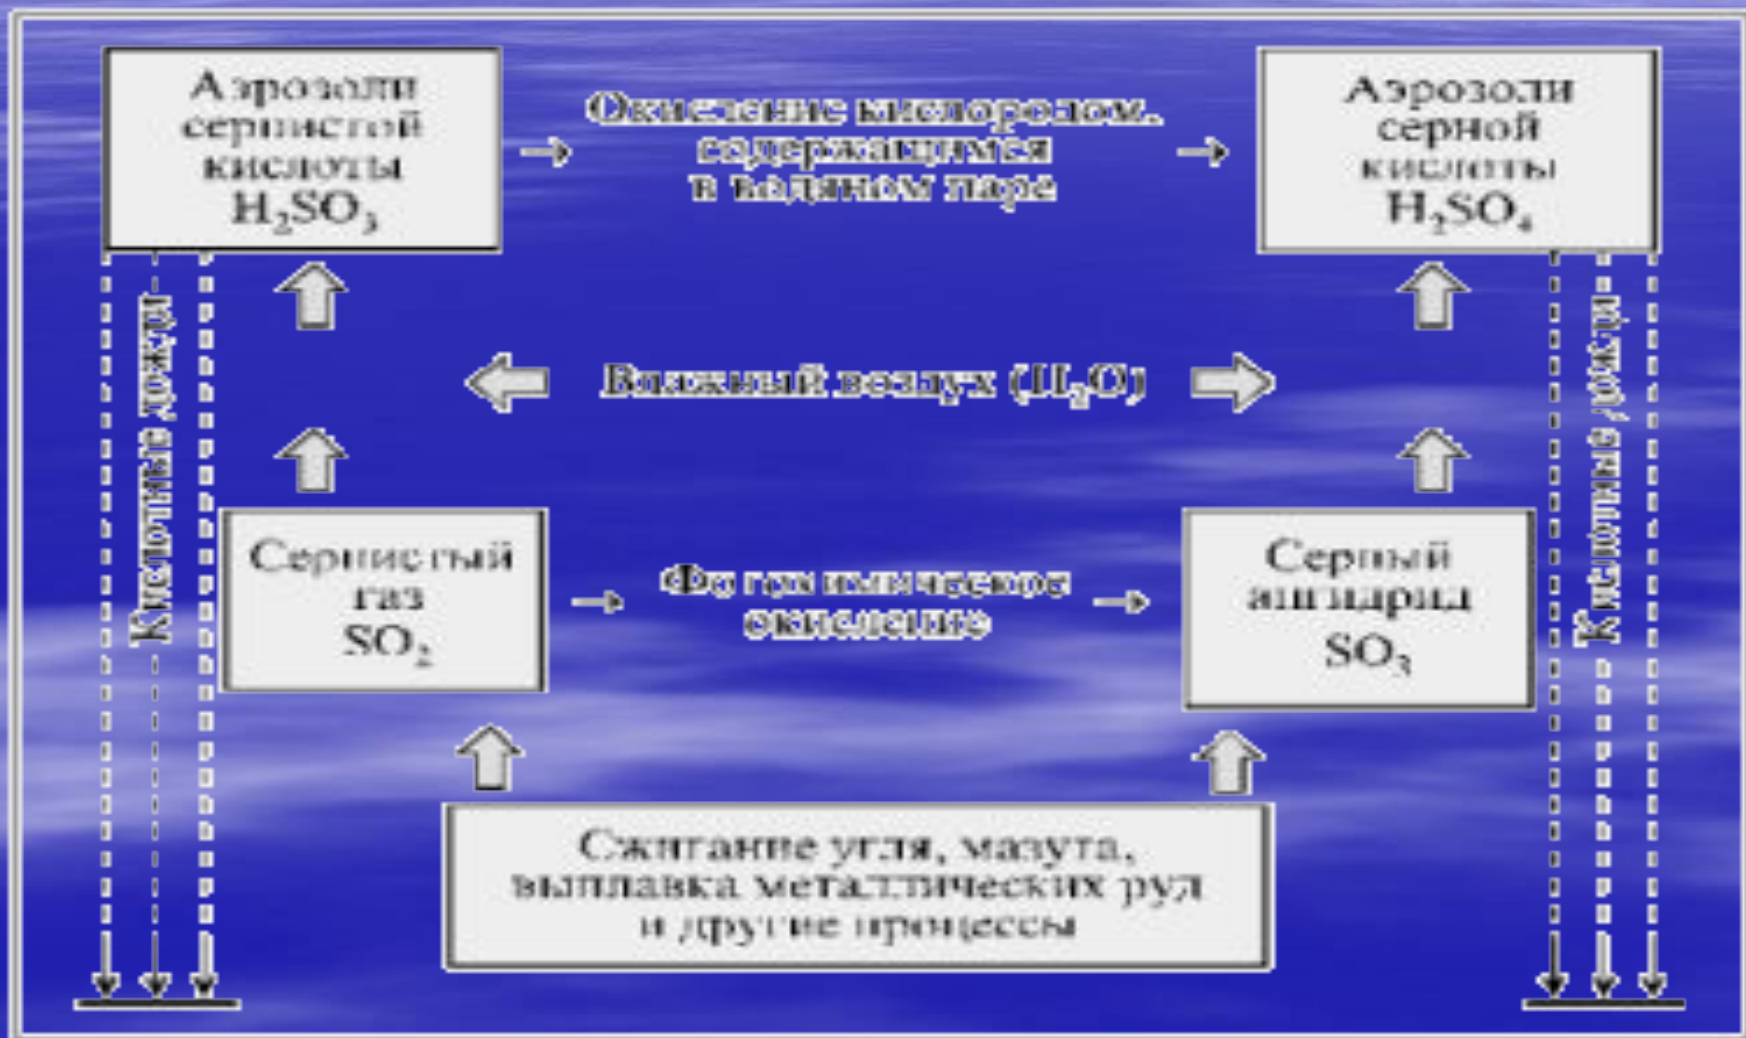 Аэрозоли
сернистой
кислоты
H₂SO₃
Окисление кислородом,
содержащимся
в водяном паре
Аэрозоли
серной
кислоты
H₂SO₄
Кислотные дожди
Влажный воздух (H₂O)
Кислотные дожди
Сернистый
газ
SO₂
Фотохимическое
окисление
Серный
ангидрид
SO₃
Сжигание угля, мазута,
выплавка металлических руд
и другие процессы